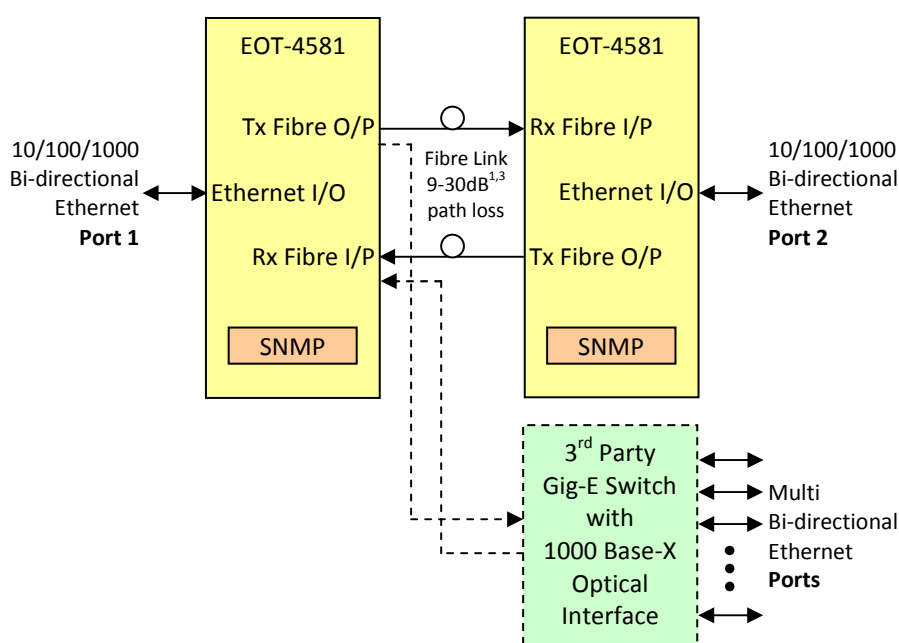 EOT-4581
Tx Fibre O/P
Ethernet I/O
Rx Fibre I/P
SNMP
10/100/1000
Bi-directional
Ethernet
Port 1
Fibre Link
9-30dB1,3
path loss
EOT-4581
Rx Fibre I/P
Ethernet I/O
Tx Fibre O/P
SNMP
10/100/1000
Bi-directional
Ethernet
Port 2
3rd Party
Gig-E Switch
with
1000 Base-X
Optical
Interface
Multi
Bi-directional
Ethernet
Ports